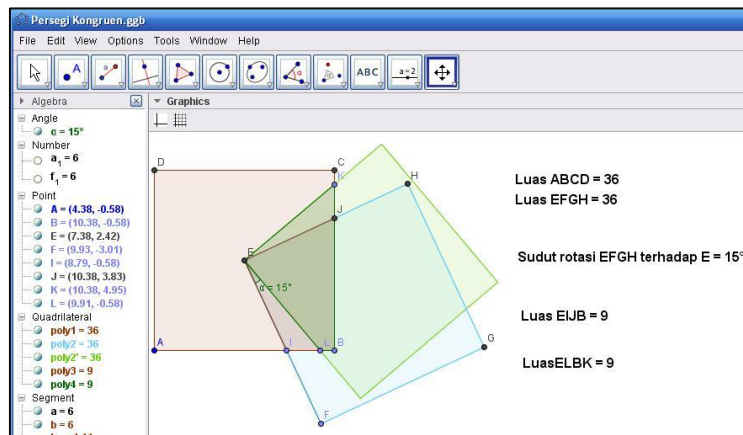 Persegi Kongruen.ggb
File Edit View Options Tools Window Help
A a α a ABC a=2
Algebra
Graphics
Angle
α = 15°
Number
a₁ = 6
f₁ = 6
Point
A = (4.38, -0.58)
B = (10.38, -0.58)
E = (7.38, 2.42)
F = (9.93, -3.01)
I = (8.79, -0.58)
J = (10.38, 3.83)
K = (10.38, 4.95)
L = (9.91, -0.58)
Quadrilateral
poly1 = 36
poly2 = 36
poly2' = 36
poly3 = 9
poly4 = 9
Segment
a = 6
b = 6
D
C
K
H
J
E
α = 15°
A
I
L
B
G
F
Luas ABCD = 36
Luas EFGH = 36
Sudut rotasi EFGH terhadap E = 15°
Luas EIJB = 9
LuasELBK = 9